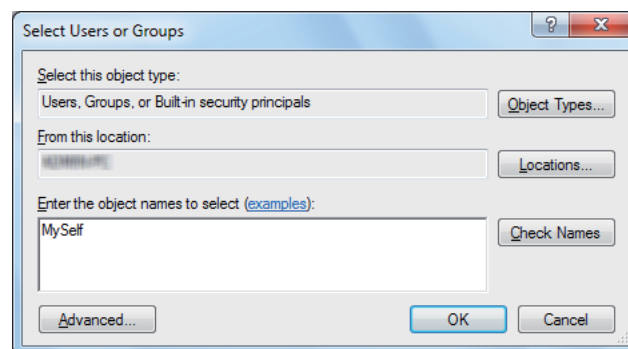 Select Users or Groups
Select this object type:
Users, Groups, or Built-in security principals
Object Types...
From this location:
Locations...
Enter the object names to select (examples):
MySelf
Check Names
Advanced...
OK
Cancel